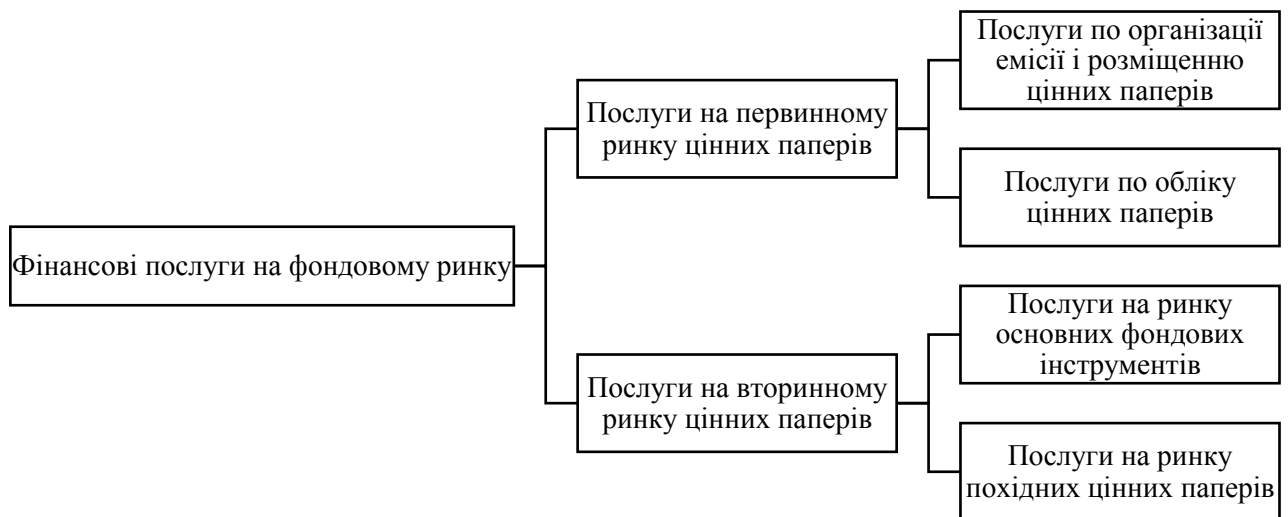 Фінансові послуги на фондовому ринку
Послуги на первинному
ринку цінних паперів
Послуги по організації
емісії і розміщенню
цінних паперів
Послуги по обліку
цінних паперів
Послуги на вторинному
ринку цінних паперів
Послуги на ринку
основних фондових
інструментів
Послуги на ринку
похідних цінних паперів